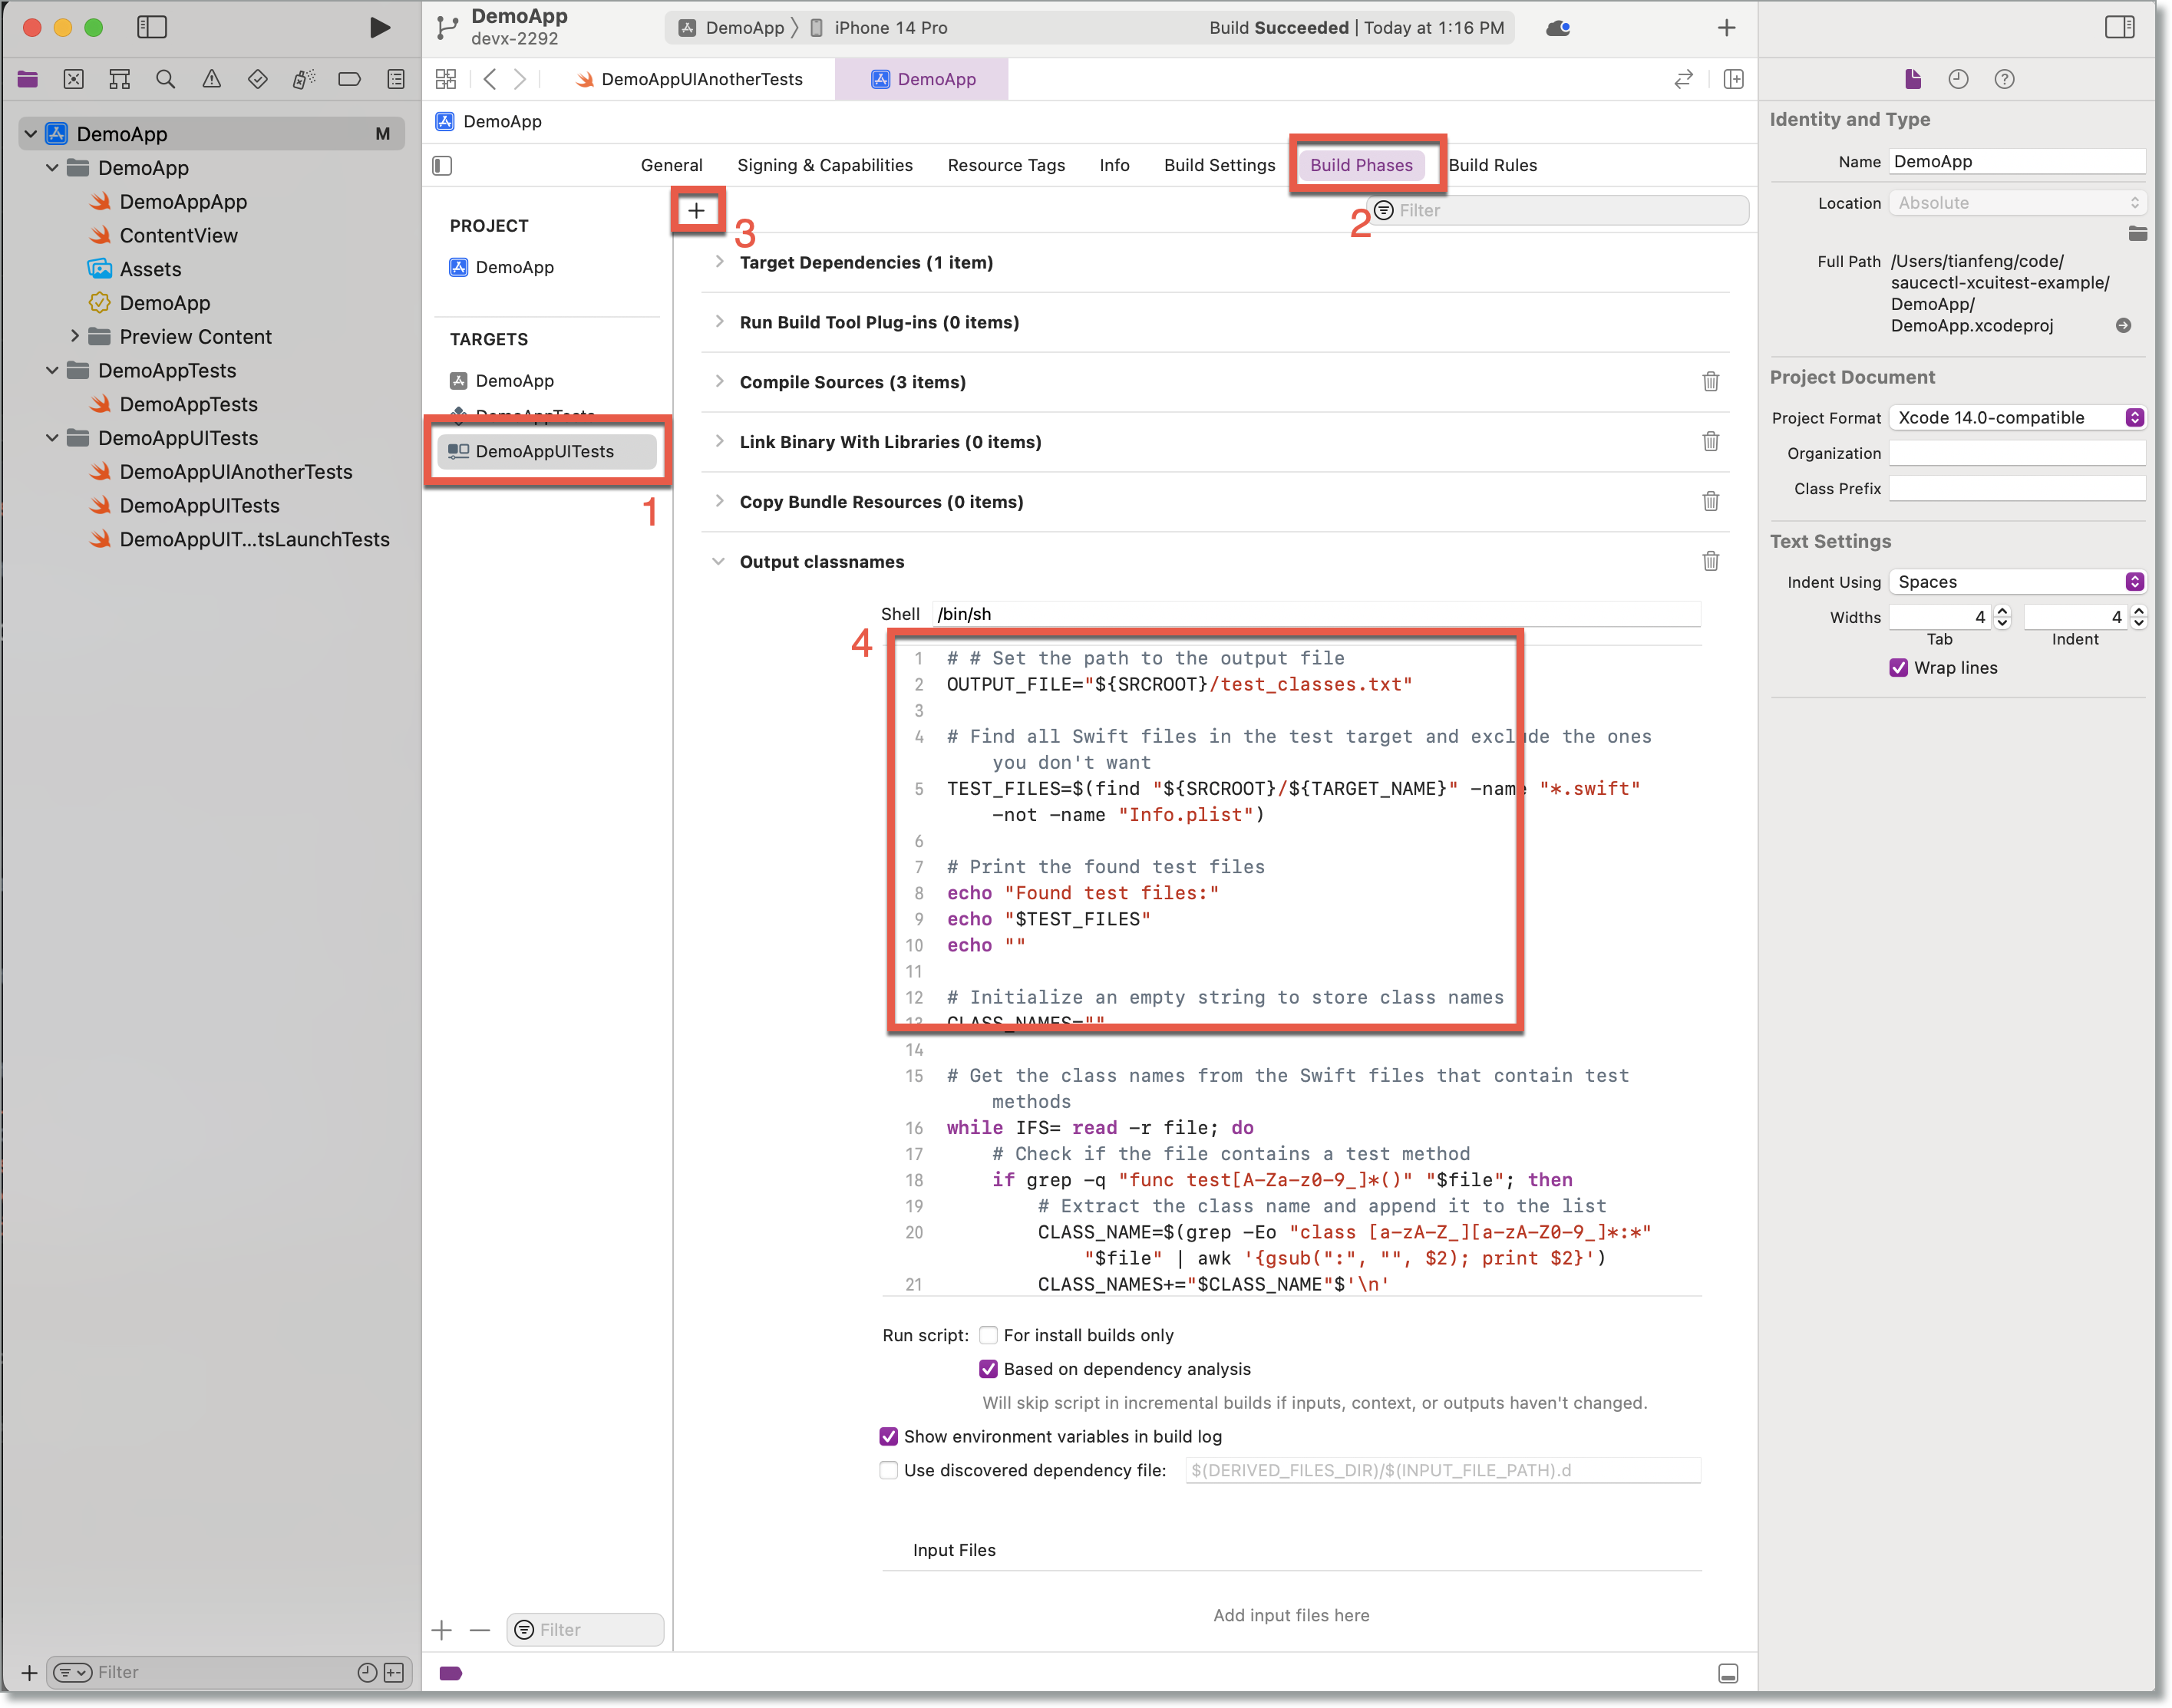 DemoApp
devx-2292
DemoApp
iPhone 14 Pro
Build Succeeded | Today at 1:16 PM
DemoAppUIAnotherTests
DemoApp
DemoApp
M
DemoApp
DemoAppApp
ContentView
Assets
DemoApp
Preview Content
DemoAppTests
DemoAppTests
DemoAppUITests
DemoAppUIAnotherTests
DemoAppUITests
DemoAppUIT...tsLaunchTests
Filter
DemoApp
General
Signing & Capabilities
Resource Tags
Info
Build Settings
Build Phases
Build Rules
PROJECT
DemoApp
TARGETS
DemoApp
DemoAppTests
DemoAppUITests
1
Filter
3
2
Filter
Target Dependencies (1 item)
Run Build Tool Plug-ins (0 items)
Compile Sources (3 items)
Link Binary With Libraries (0 items)
Copy Bundle Resources (0 items)
Output classnames
Shell /bin/sh
4
1 # # Set the path to the output file
2 OUTPUT_FILE="${SRCROOT}/test_classes.txt"
3
4 # Find all Swift files in the test target and exclude the ones
you don't want
5 TEST_FILES=$(find "${SRCROOT}/${TARGET_NAME}" -name "*.swift"
-not -name "Info.plist")
6
7 # Print the found test files
8 echo "Found test files:"
9 echo "$TEST_FILES"
10 echo ""
11
12 # Initialize an empty string to store class names
13 CLASS_NAMES=""
14
15 # Get the class names from the Swift files that contain test
methods
16 while IFS= read -r file; do
17 # Check if the file contains a test method
18 if grep -q "func test[A-Za-z0-9_]*()" "$file"; then
19 # Extract the class name and append it to the list
20 CLASS_NAME=$(grep -Eo "class [a-zA-Z_][a-zA-Z0-9_]*:*"
"$file" | awk '{gsub(":", "", $2); print $2}')
21 CLASS_NAMES+="$CLASS_NAME"$'\n'
Run script: For install builds only
Based on dependency analysis
Will skip script in incremental builds if inputs, context, or outputs haven't changed.
Show environment variables in build log
Use discovered dependency file: $(DERIVED_FILES_DIR)/$(INPUT_FILE_PATH).d
Input Files
Add input files here
Identity and Type
Name DemoApp
Location Absolute
Full Path /Users/tianfeng/code/
saucectl-xcuitest-example/
DemoApp/
DemoApp.xcodeproj
Project Document
Project Format Xcode 14.0-compatible
Organization
Class Prefix
Text Settings
Indent Using Spaces
Widths 4 4
Tab Indent
Wrap lines